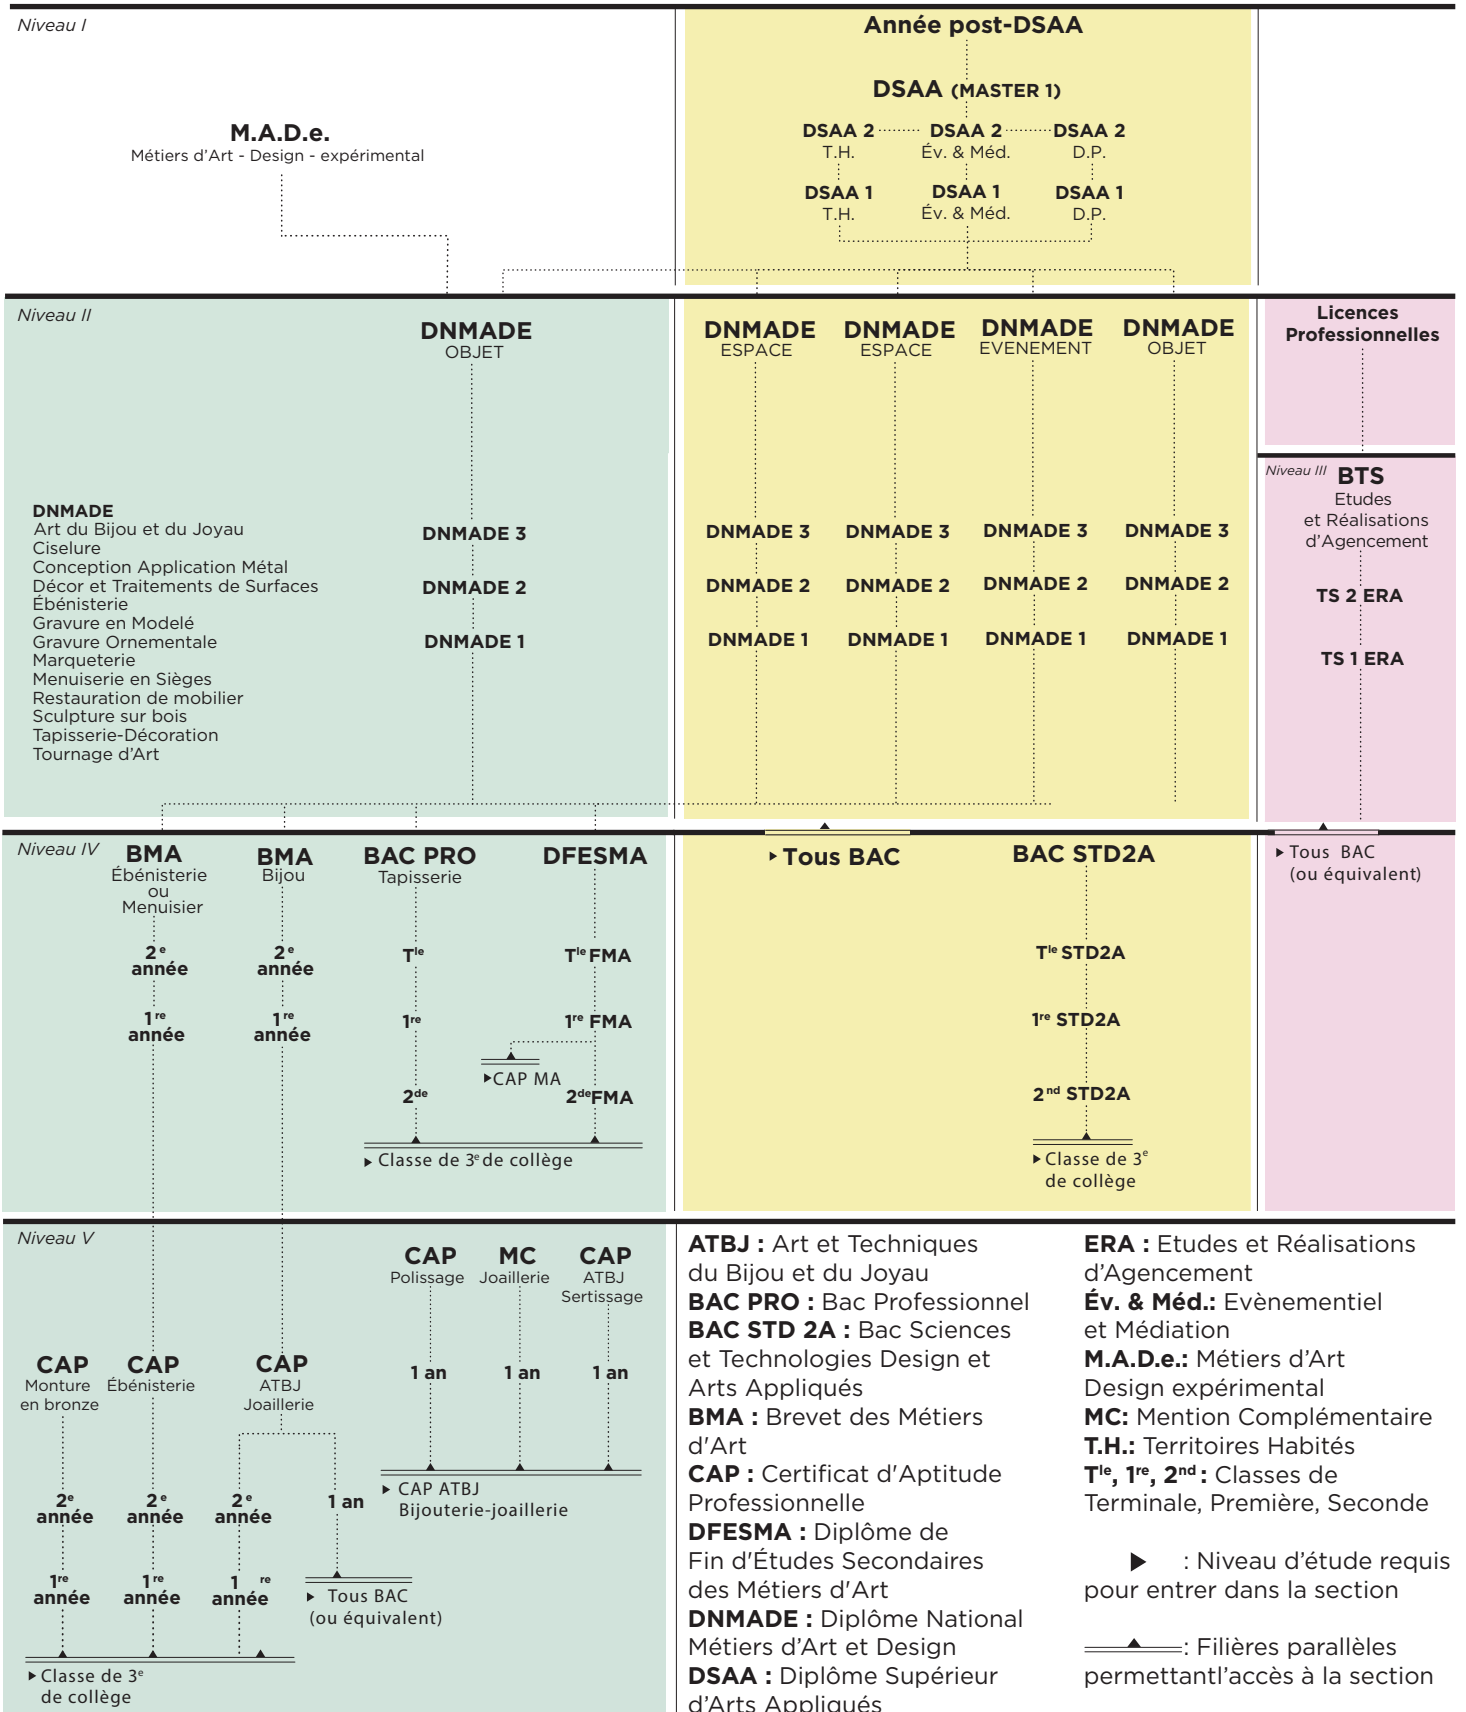 Niveau I
Année post-DSAA
DSAA (MASTER 1)
M.A.D.e.
Métiers d'Art - Design - expérimental
DSAA 2 DSAA 2 DSAA 2
T.H. Év. & Méd. D.P.
DSAA 1 DSAA 1 DSAA 1
T.H. Év. & Méd. D.P.
Niveau II
DNMADE
OBJET
DNMADE
Art du Bijou et du Joyau
Ciselure
Conception Application Métal
Décor et Traitements de Surfaces
Ébénisterie
Gravure en Modelé
Gravure Ornementale
Marqueterie
Menuiserie en Sièges
Restauration de mobilier
Sculpture sur bois
Tapisserie-Décoration
Tournage d'Art
DNMADE 3
DNMADE 2
DNMADE 1
DNMADE DNMADE DNMADE DNMADE
ESPACE ESPACE EVENEMENT OBJET
DNMADE 3 DNMADE 3 DNMADE 3 DNMADE 3
DNMADE 2 DNMADE 2 DNMADE 2 DNMADE 2
DNMADE 1 DNMADE 1 DNMADE 1 DNMADE 1
Licences
Professionnelles
Niveau III BTS
Etudes
et Réalisations
d'Agencement
TS 2 ERA
TS 1 ERA
Niveau IV
BMA
Ébénisterie
ou
Menuisier
2e
année
1re
année
BMA
Bijou
2e
année
1re
année
BAC PRO
Tapisserie
Tle
1re
2de
DFESMA
Tle FMA
1re FMA
▸CAP MA
2deFMA
▸ Classe de 3e de collège
▸ Tous BAC
BAC STD2A
Tle STD2A
1re STD2A
2nd STD2A
▸ Classe de 3e
de collège
▸ Tous BAC
(ou équivalent)
Niveau V
CAP
Monture
en bronze
2e
année
1re
année
CAP
Ébénisterie
2e
année
1re
année
CAP
ATBJ
Joaillerie
2e
année
1re
année
1 an
▸ Tous BAC
(ou équivalent)
▸ Classe de 3e
de collège
CAP MC CAP
Polissage Joaillerie ATBJ
Sertissage
1 an 1 an 1 an
▸ CAP ATBJ
Bijouterie-joaillerie
ATBJ : Art et Techniques
du Bijou et du Joyau
BAC PRO : Bac Professionnel
BAC STD 2A : Bac Sciences
et Technologies Design et
Arts Appliqués
BMA : Brevet des Métiers
d'Art
CAP : Certificat d'Aptitude
Professionnelle
DFESMA : Diplôme de
Fin d'Études Secondaires
des Métiers d'Art
DNMADE : Diplôme National
Métiers d'Art et Design
DSAA : Diplôme Supérieur
d'Arts Appliqués
ERA : Etudes et Réalisations
d'Agencement
Év. & Méd.: Evènementiel
et Médiation
M.A.D.e.: Métiers d'Art
Design expérimental
MC: Mention Complémentaire
T.H.: Territoires Habités
Tle, 1re, 2nd : Classes de
Terminale, Première, Seconde
▸ : Niveau d'étude requis
pour entrer dans la section
: Filières parallèles
permettantl'accès à la section